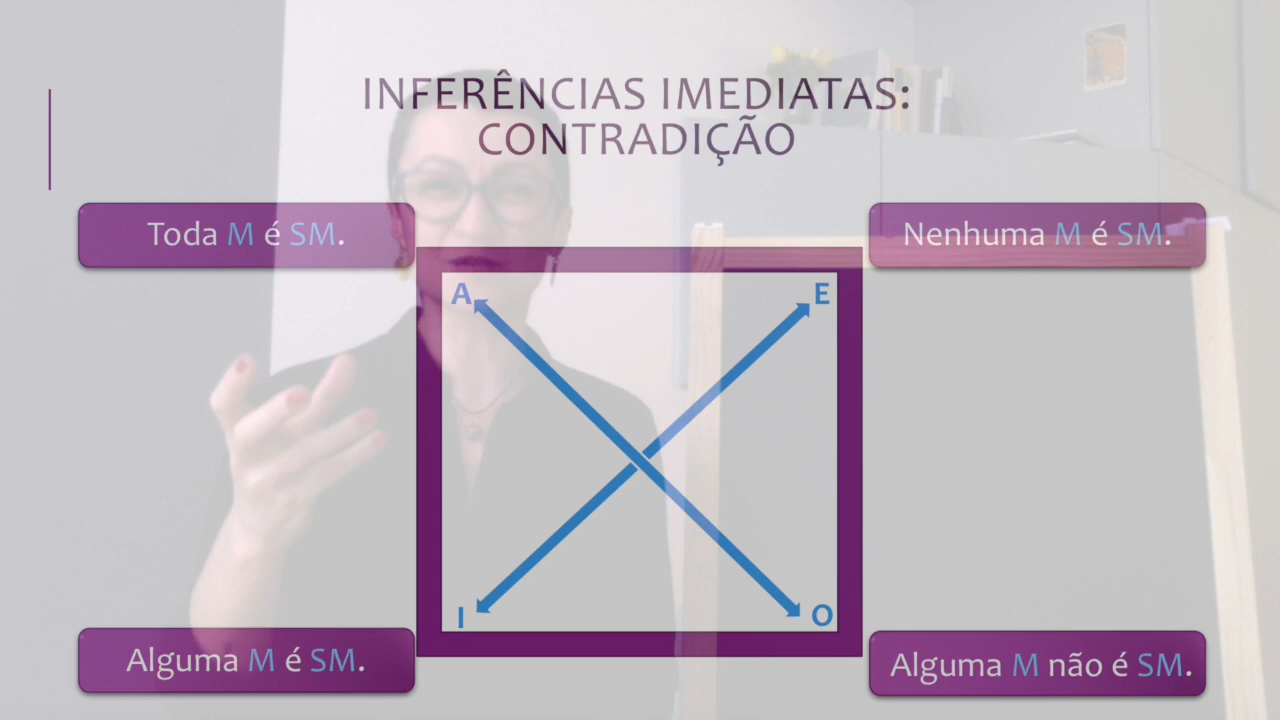 INFERÊNCIAS IMEDIATAS:
CONTRADIÇÃO
Toda M é SM.
Nenhuma M é SM.
A
E
I
O
Alguma M é SM.
Alguma M não é SM.